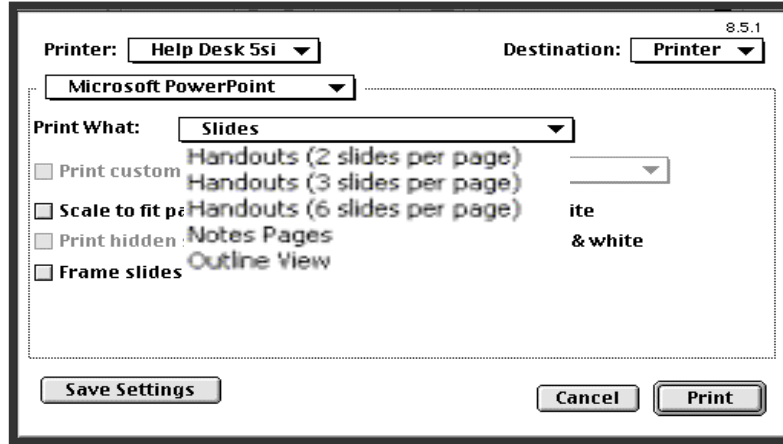 8.5.1
Printer: Help Desk 5si Destination: Printer
Microsoft PowerPoint
Print What: Slides
Handouts (2 slides per page)
Print custom
Handouts (3 slides per page)
Scale to fit pa Handouts (6 slides per page) ite
Print hidden Notes Pages & white
Outline View
Frame slides
Save Settings Cancel Print